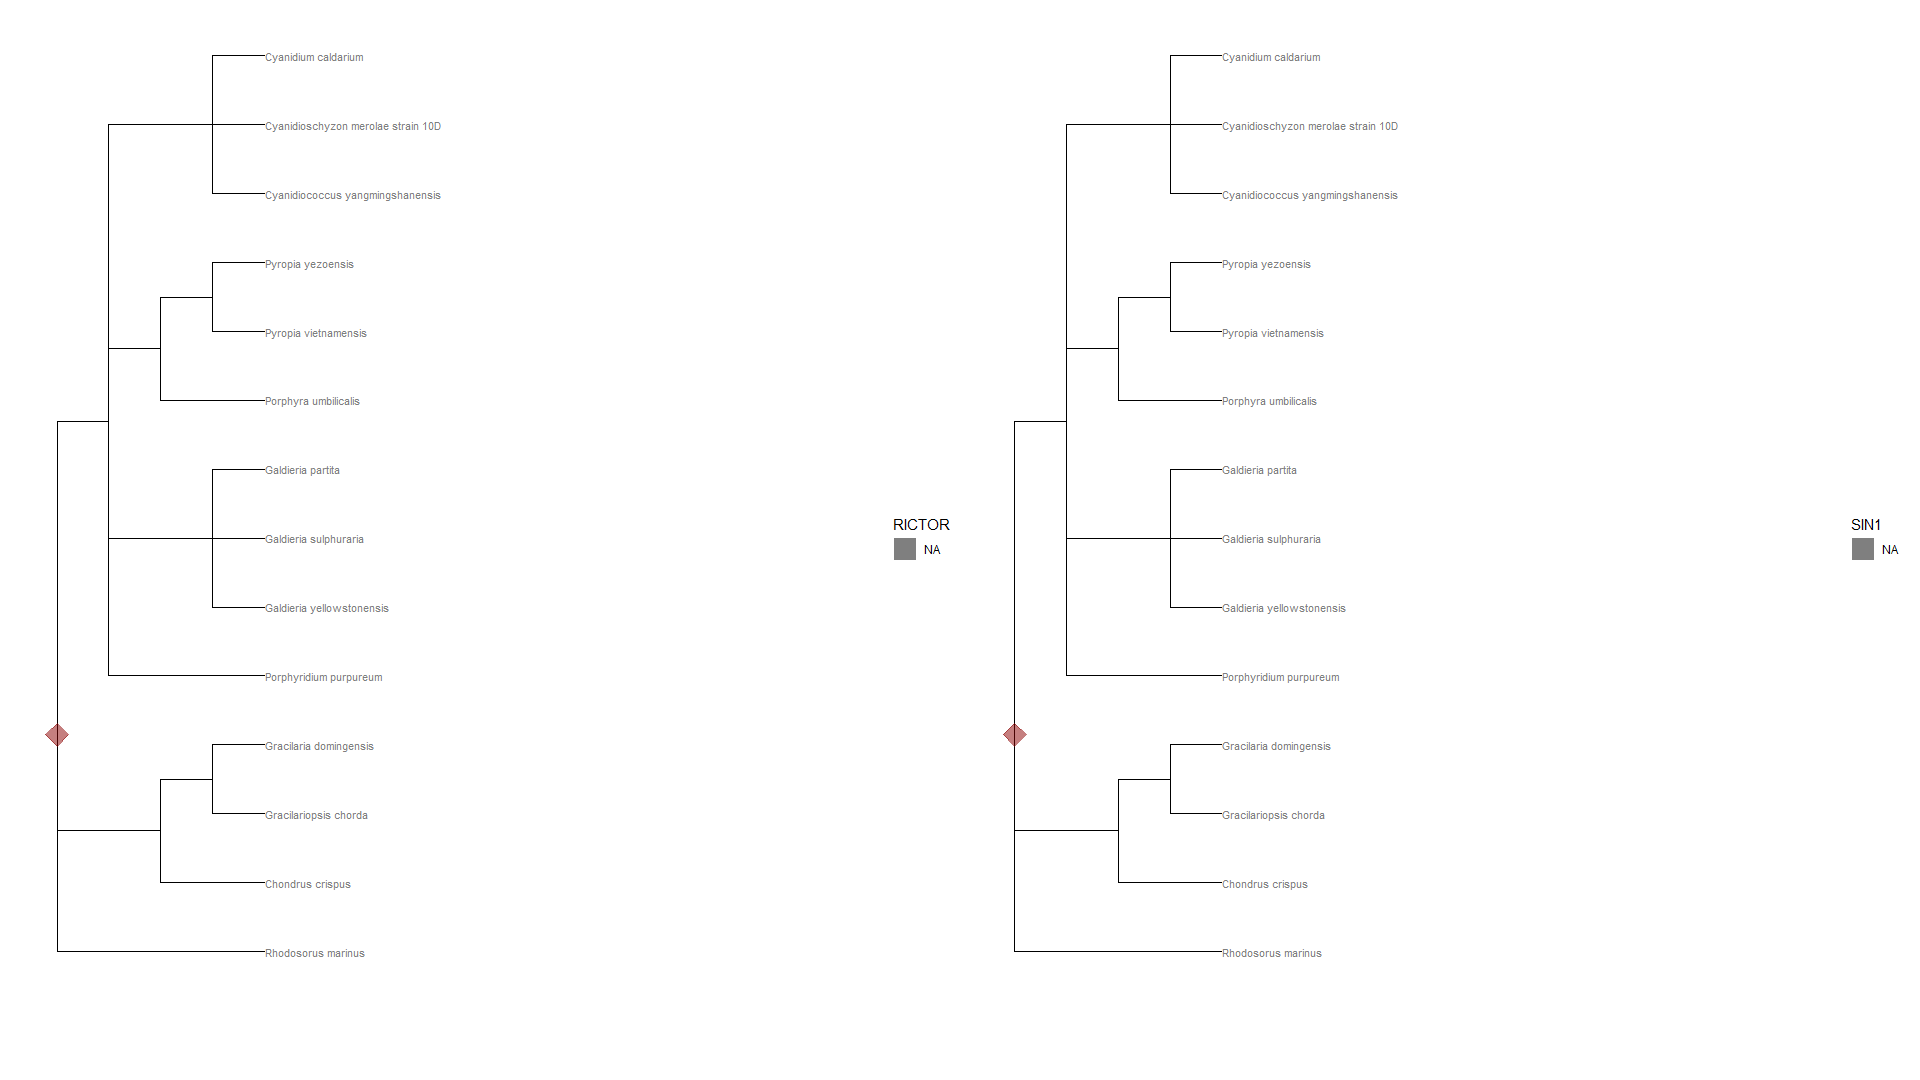 Cyanidium caldarium
Cyanidioschyzon merolae strain 10D
Cyanidiococcus yangmingshanensis
Pyropia yezoensis
Pyropia vietnamensis
Porphyra umbilicalis
Galdieria partita
Galdieria sulphuraria
Galdieria yellowstonensis
Porphyridium purpureum
Gracilaria domingensis
Gracilariopsis chorda
Chondrus crispus
Rhodosorus marinus
RICTOR
NA
Cyanidium caldarium
Cyanidioschyzon merolae strain 10D
Cyanidiococcus yangmingshanensis
Pyropia yezoensis
Pyropia vietnamensis
Porphyra umbilicalis
Galdieria partita
Galdieria sulphuraria
Galdieria yellowstonensis
Porphyridium purpureum
Gracilaria domingensis
Gracilariopsis chorda
Chondrus crispus
Rhodosorus marinus
SIN1
NA